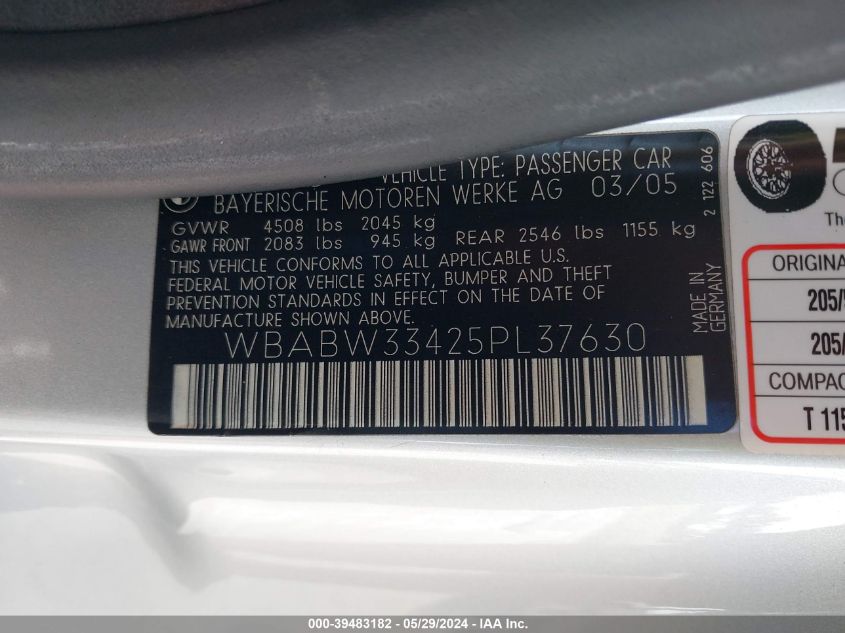 VEHICLE TYPE: PASSENGER CAR
BAYERISCHE MOTOREN WERKE AG 03/05
GVWR 4508 lbs 2045 kg
GAWR FRONT 2083 lbs 945 kg REAR 2546 lbs 1155 kg
THIS VEHICLE CONFORMS TO ALL APPLICABLE U.S.
FEDERAL MOTOR VEHICLE SAFETY, BUMPER AND THEFT
PREVENTION STANDARDS IN EFFECT ON THE DATE OF
MANUFACTURE SHOWN ABOVE.
WBABW33425PL37630
MADE IN
GERMANY
2 122 606
The
ORIGINA
205/
205/
COMPAC
T 115
000-39483182 - 05/29/2024 - IAA Inc.